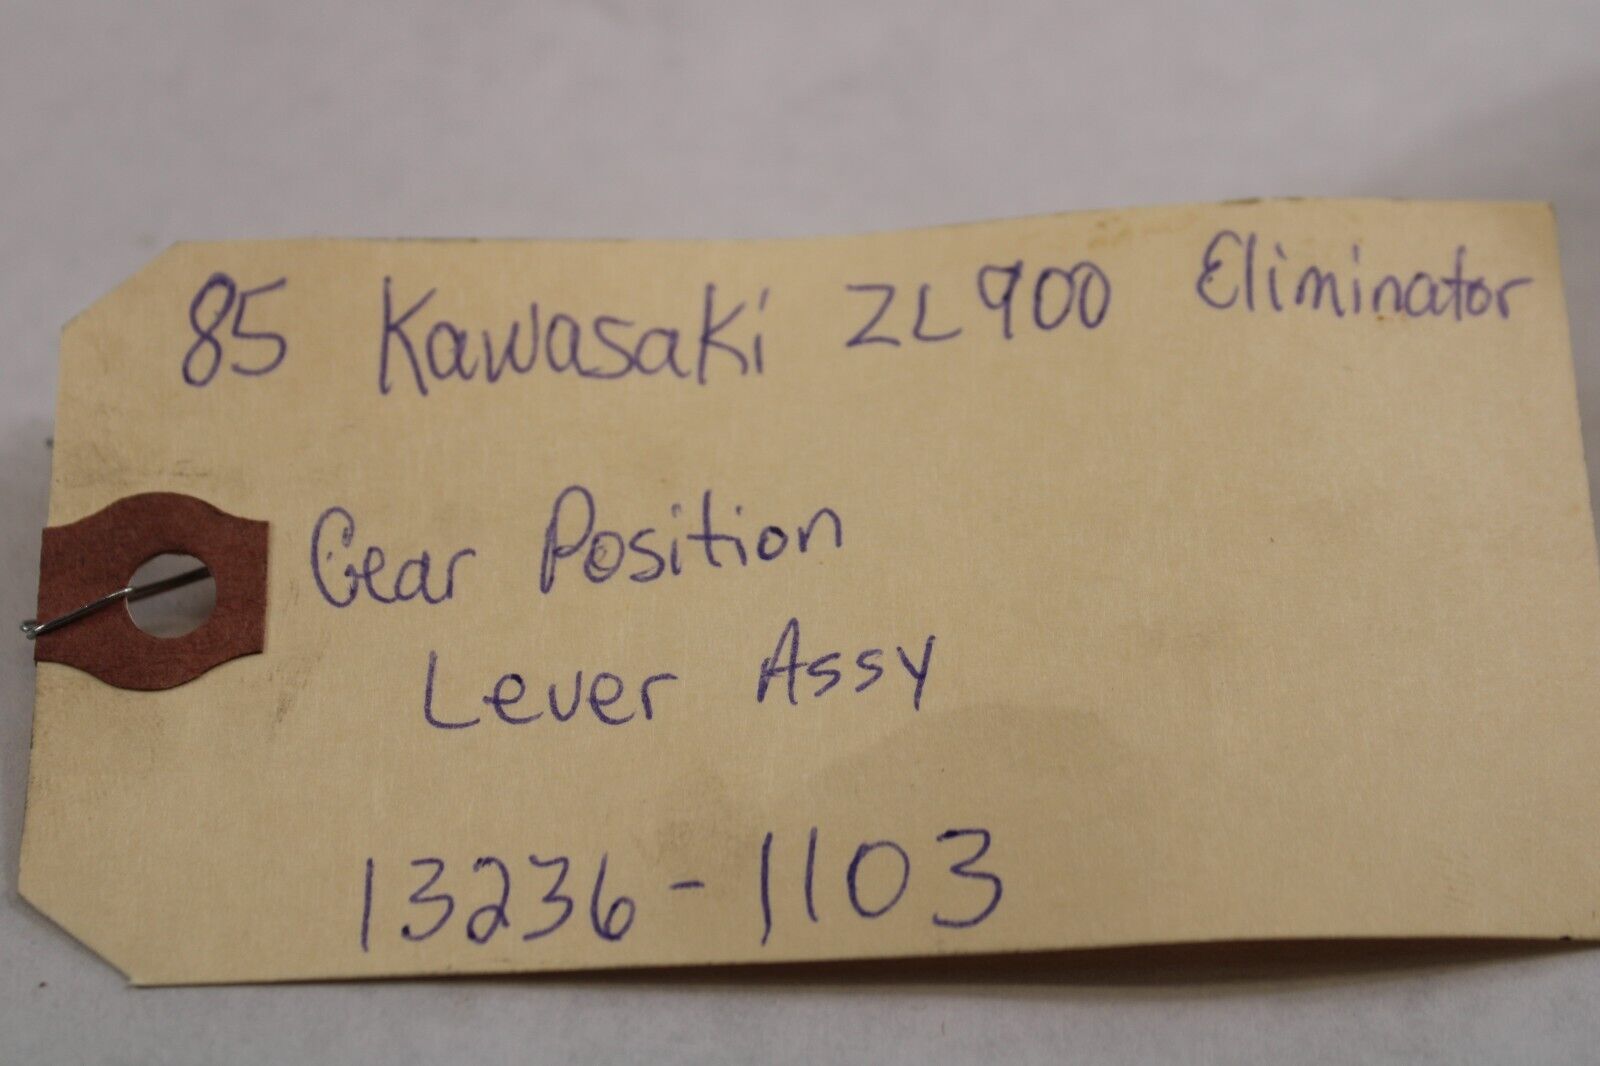 85 Kawasaki ZL900 Eliminator
Gear Position
Lever Assy
13236-1103